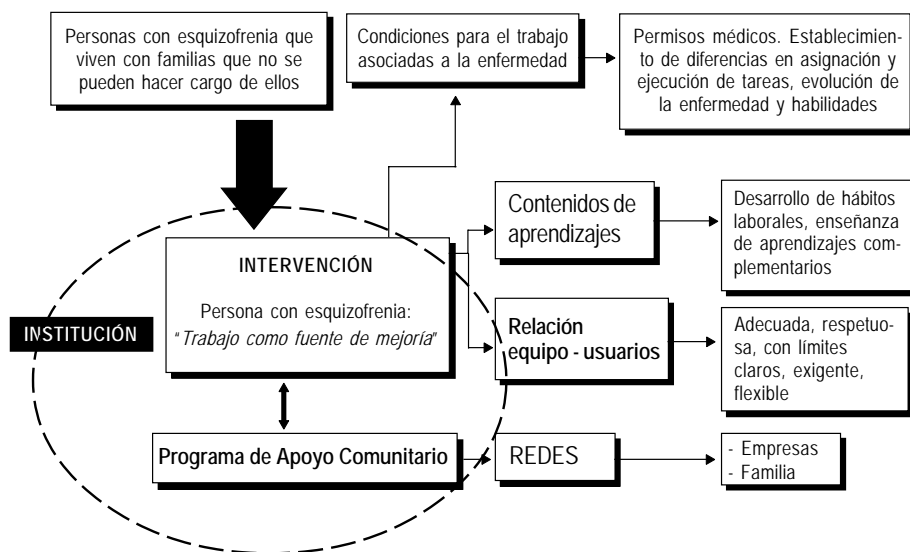 Personas con esquizofrenia que
viven con familias que no se
pueden hacer cargo de ellos
Condiciones para el trabajo
asociadas a la enfermedad
Permisos médicos. Establecimien-
to de diferencias en asignación y
ejecución de tareas, evolución de
la enfermedad y habilidades
INTERVENCIÓN
Persona con esquizofrenia:
"Trabajo como fuente de mejoría"
INSTITUCIÓN
Contenidos de
aprendizajes
Desarrollo de hábitos
laborales, enseñanza
de aprendizajes com-
plementarios
Relación
equipo - usuarios
Adecuada, respetuo-
sa, con límites
claros, exigente,
flexible
Programa de Apoyo Comunitario
REDES
- Empresas
- Familia